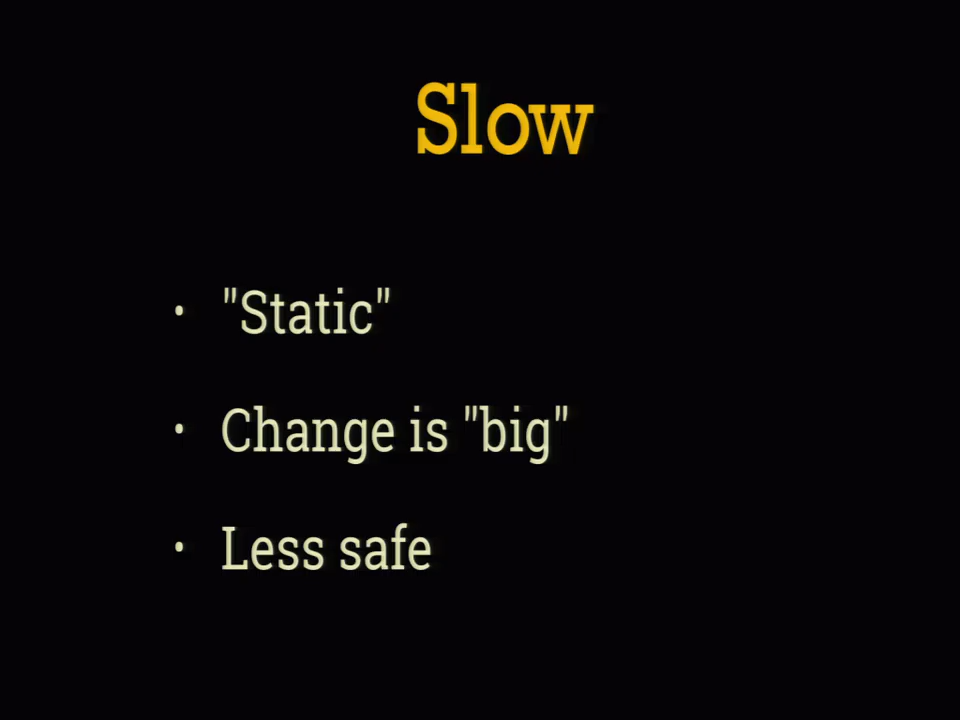 Slow
· "Static"
· Change is "big"
· Less safe